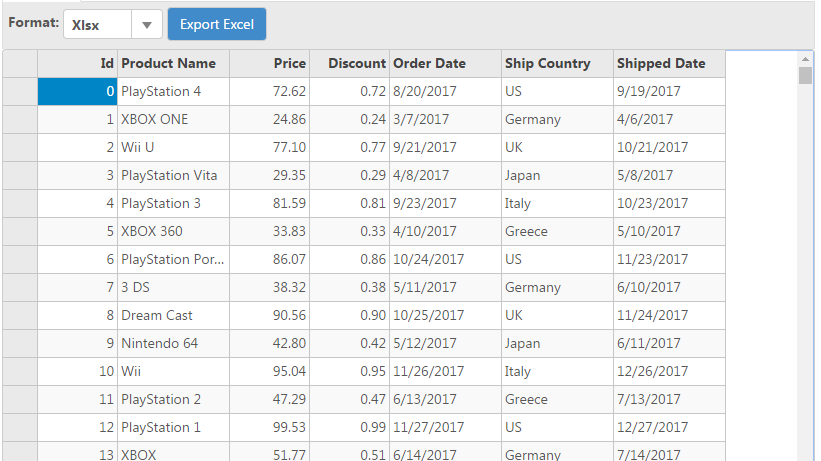 Format: Xlsx Export Excel
Id Product Name Price Discount Order Date Ship Country Shipped Date
0 PlayStation 4 72.62 0.72 8/20/2017 US 9/19/2017
1 XBOX ONE 24.86 0.24 3/7/2017 Germany 4/6/2017
2 Wii U 77.10 0.77 9/21/2017 UK 10/21/2017
3 PlayStation Vita 29.35 0.29 4/8/2017 Japan 5/8/2017
4 PlayStation 3 81.59 0.81 9/23/2017 Italy 10/23/2017
5 XBOX 360 33.83 0.33 4/10/2017 Greece 5/10/2017
6 PlayStation Por... 86.07 0.86 10/24/2017 US 11/23/2017
7 3 DS 38.32 0.38 5/11/2017 Germany 6/10/2017
8 Dream Cast 90.56 0.90 10/25/2017 UK 11/24/2017
9 Nintendo 64 42.80 0.42 5/12/2017 Japan 6/11/2017
10 Wii 95.04 0.95 11/26/2017 Italy 12/26/2017
11 PlayStation 2 47.29 0.47 6/13/2017 Greece 7/13/2017
12 PlayStation 1 99.53 0.99 11/27/2017 US 12/27/2017
13 XBOX 51.77 0.51 6/14/2017 Germany 7/14/2017